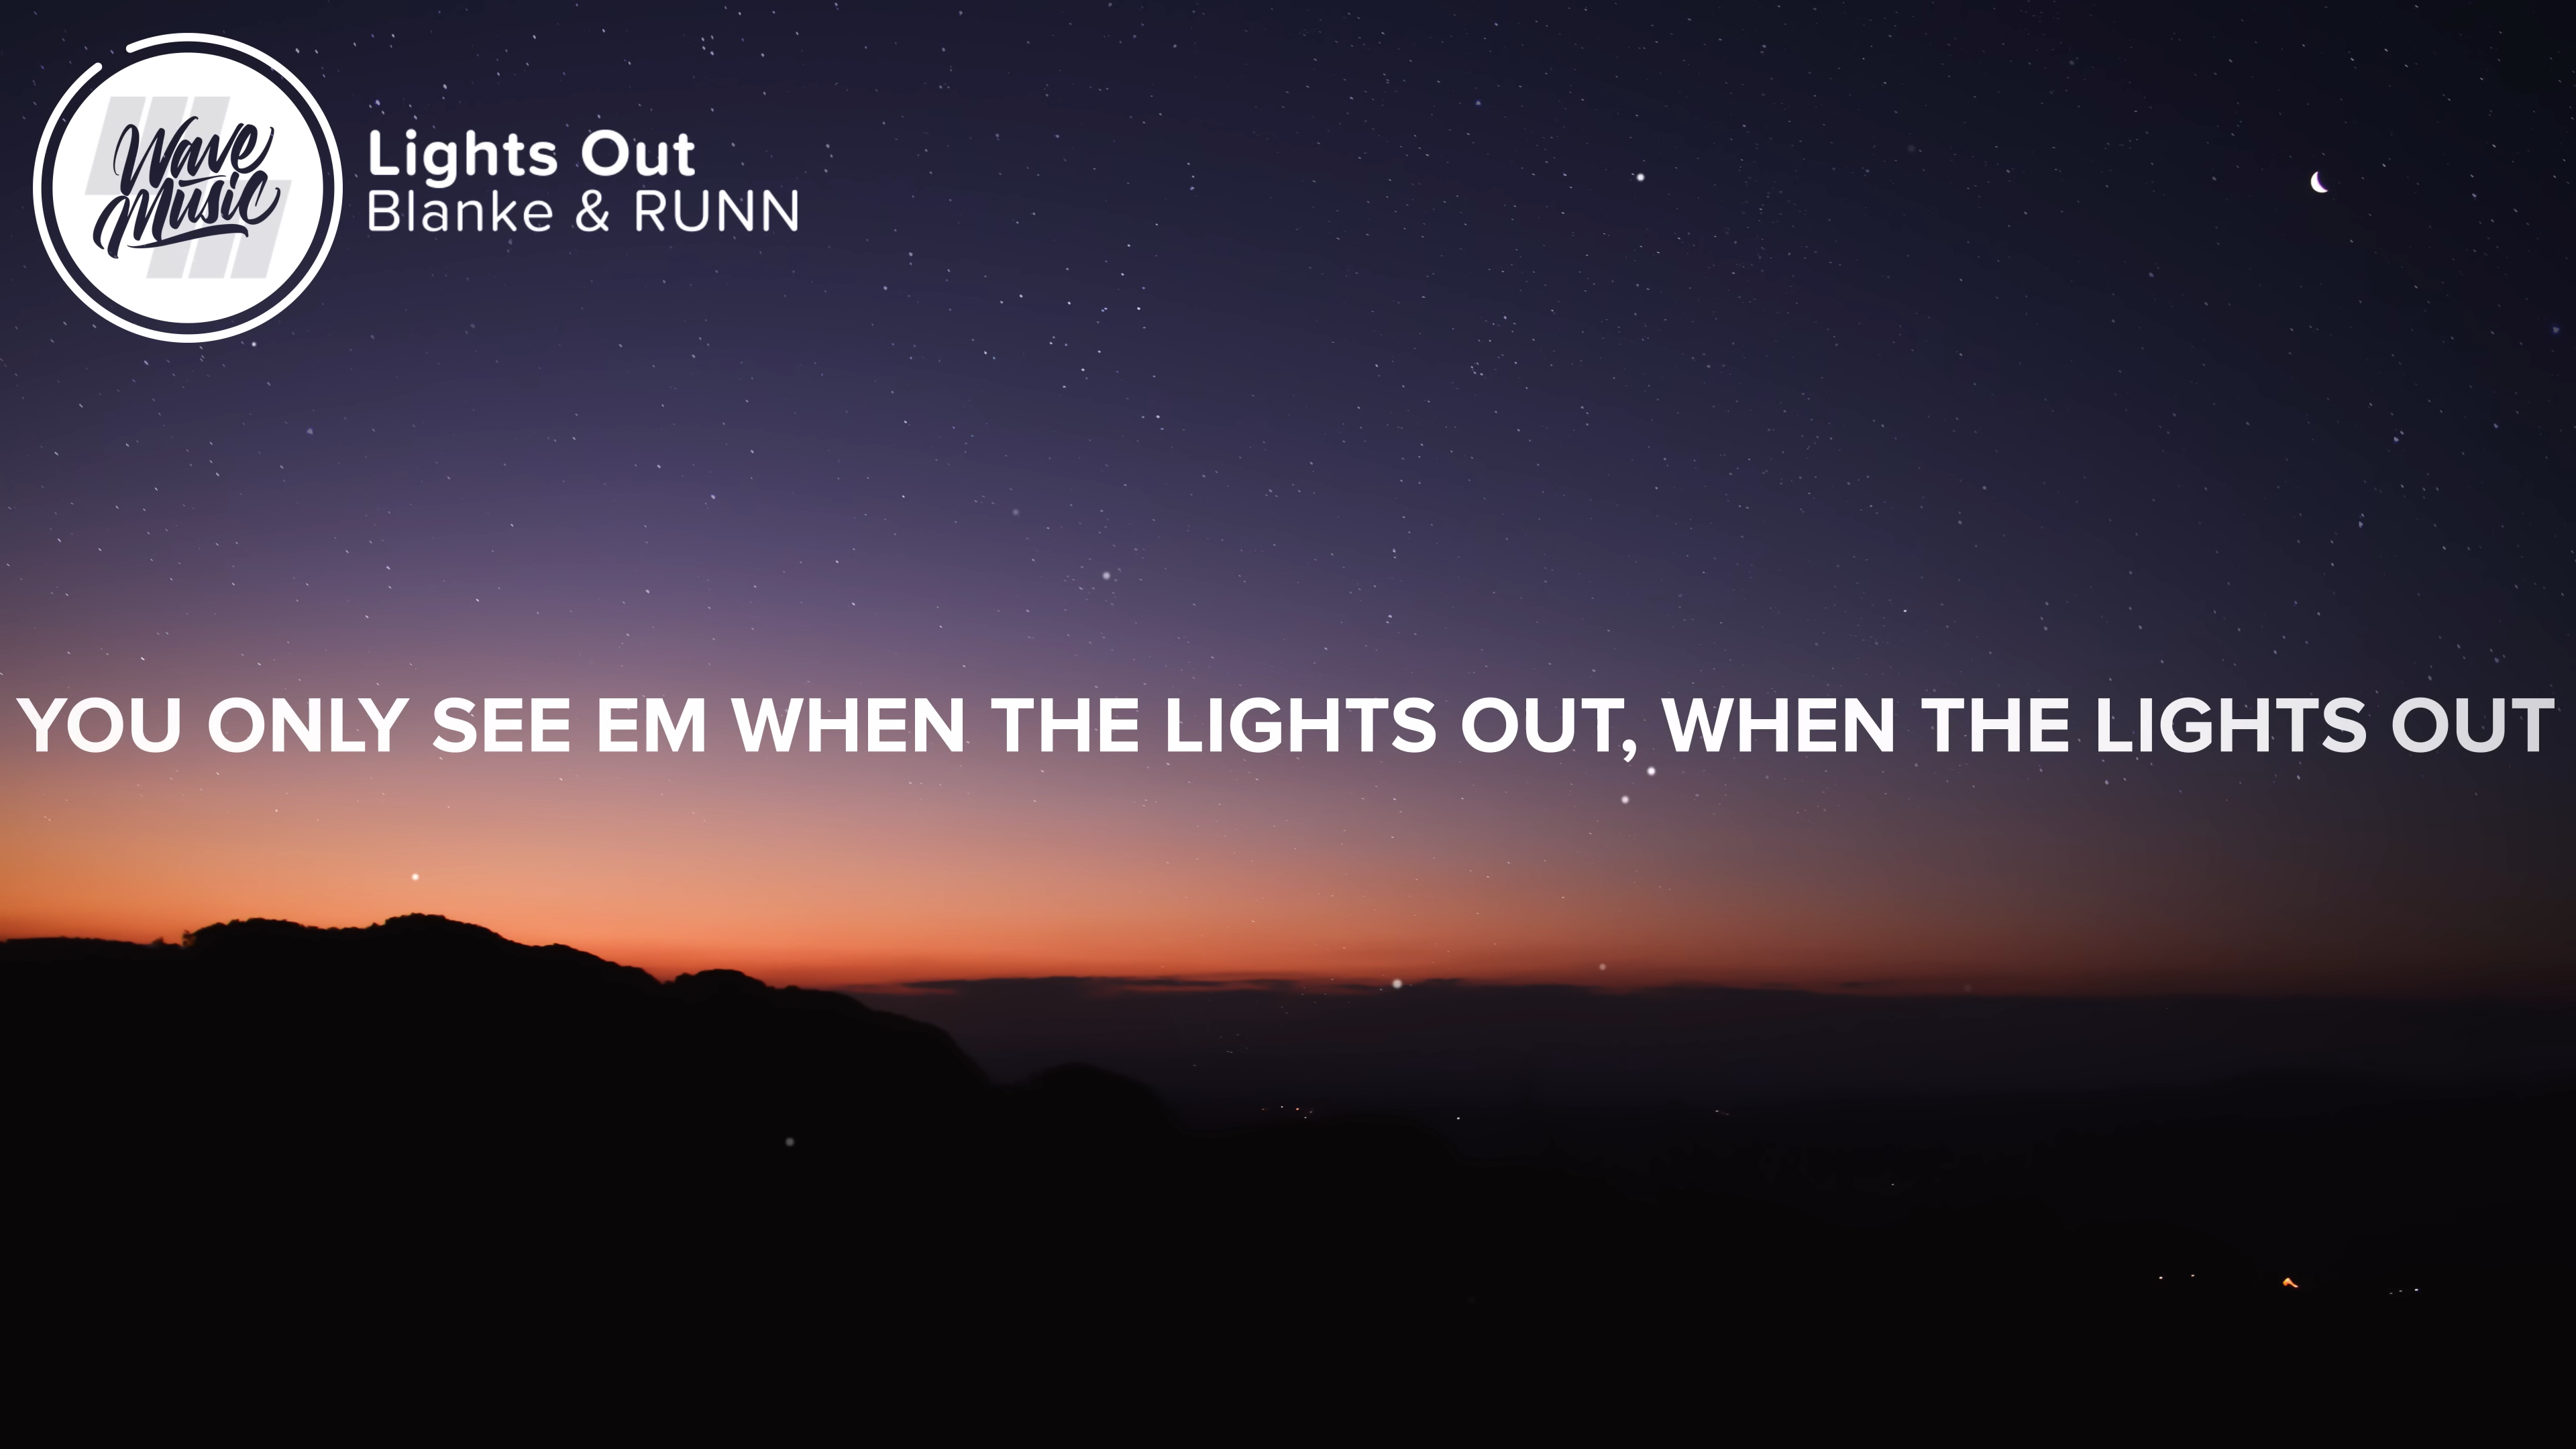 Wave
Music
Lights Out
Blanke & RUNN
YOU ONLY SEE EM WHEN THE LIGHTS OUT, WHEN THE LIGHTS OUT